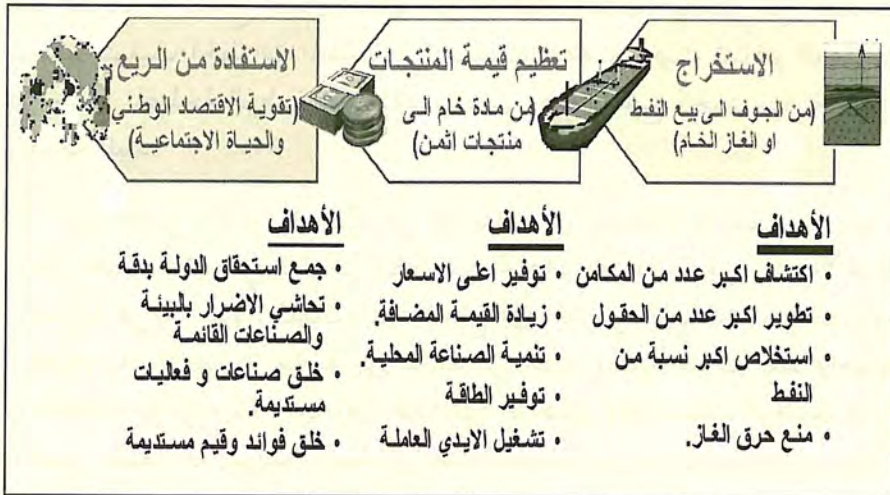 الاستخراج
(من الجوف الى بيع النفط
او الغاز الخام)
تعظيم قيمة المنتجات
(من مادة خام الى
منتجات اثمن)
الاستفادة من الريع
(تقوية الاقتصاد الوطني
والحياة الاجتماعية)
الأهداف
• اكتشاف اكبر عدد من المكامن
• تطوير اكبر عدد من الحقول
• استخلاص اكبر نسبة من
النفط
• منع حرق الغاز.
الأهداف
• توفير اعلى الاسعار
• زيادة القيمة المضافة.
• تنمية الصناعة المحلية.
• توفير الطاقة
• تشغيل الايدي العاملة
الأهداف
• جمع استحقاق الدولة بدقة
• تحاشي الاضرار بالبيئة
والصناعات القائمة
• خلق صناعات و فعاليات
مستديمة.
• خلق فوائد وقيم مستديمة